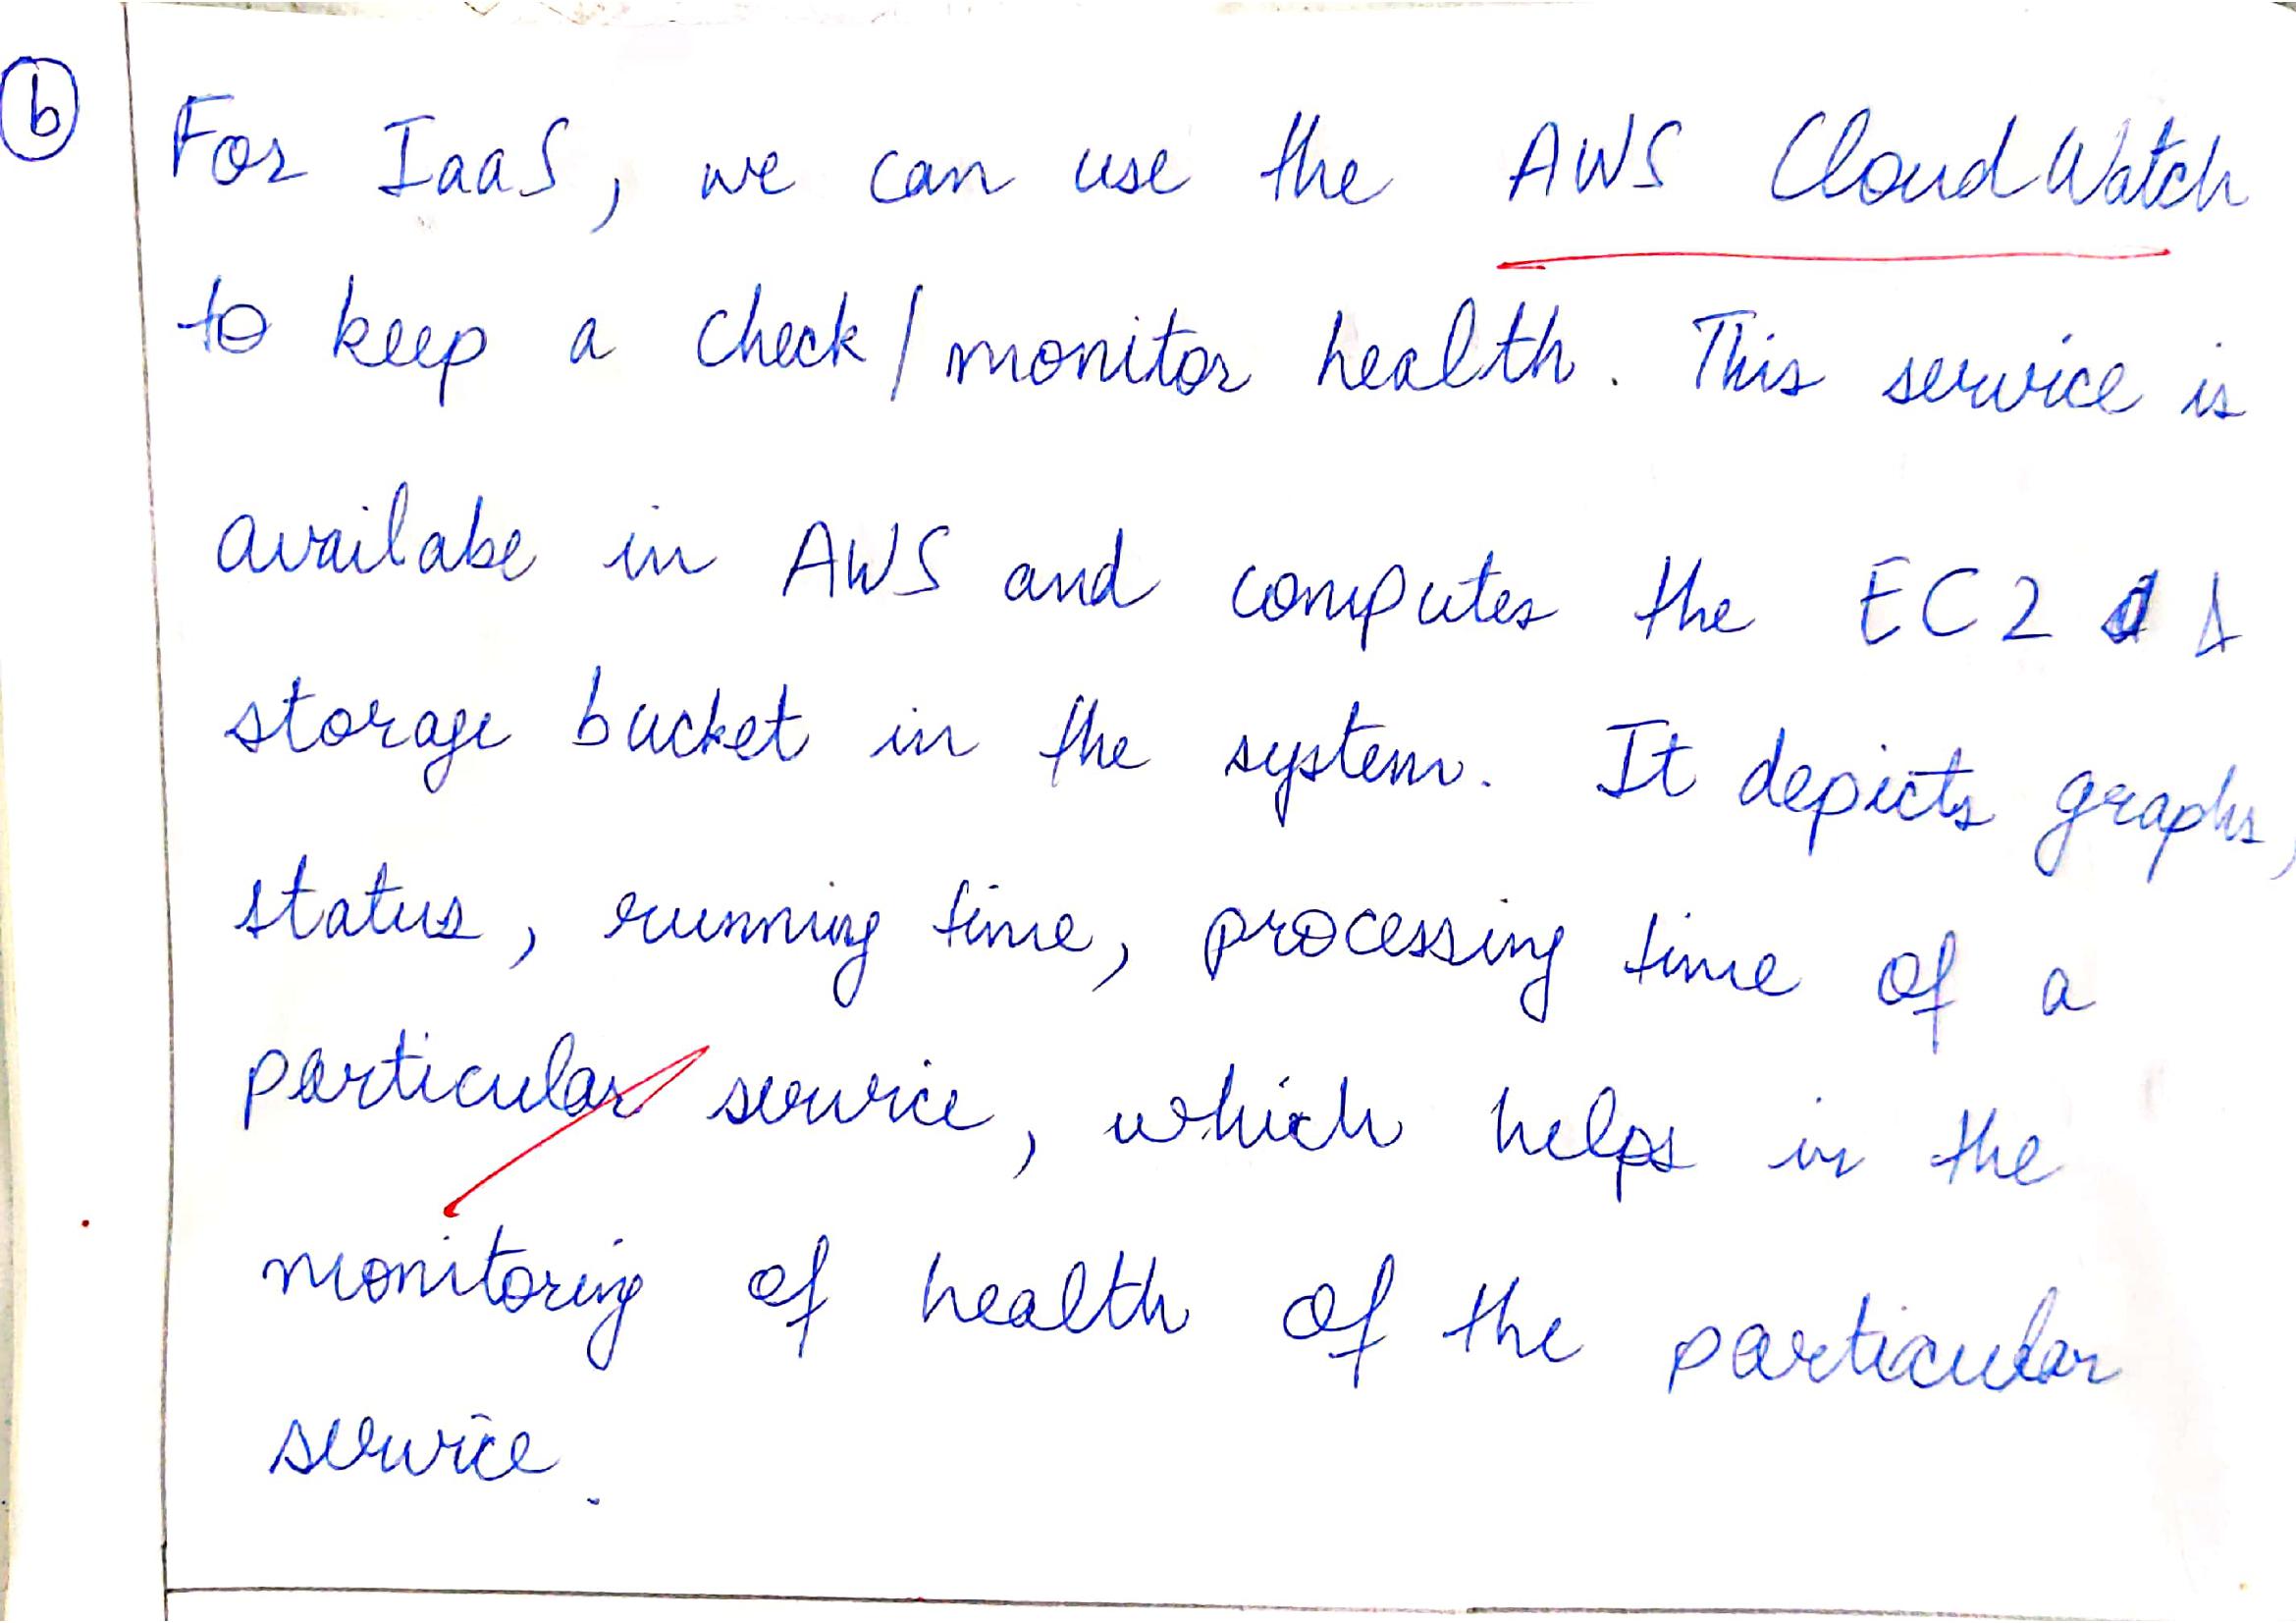 b
For IaaS, we can use the AWS CloudWatch
to keep a check/monitor health. This service is
availabe in AWS and computes the EC2 &
storage bucket in the system. It depicts graphs,
status, running time, processing time of a
particular service, which helps in the
monitoring of health of the particular
service.